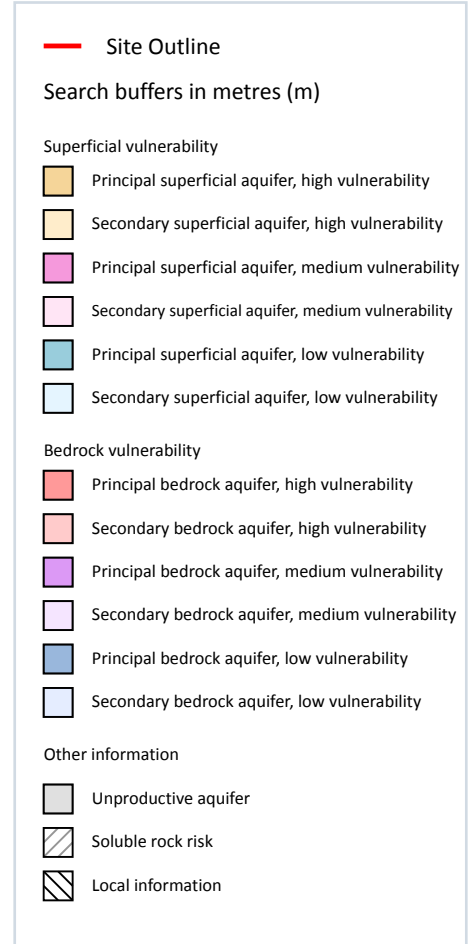 Site Outline
Search buffers in metres (m)
Superficial vulnerability
Principal superficial aquifer, high vulnerability
Secondary superficial aquifer, high vulnerability
Principal superficial aquifer, medium vulnerability
Secondary superficial aquifer, medium vulnerability
Principal superficial aquifer, low vulnerability
Secondary superficial aquifer, low vulnerability
Bedrock vulnerability
Principal bedrock aquifer, high vulnerability
Secondary bedrock aquifer, high vulnerability
Principal bedrock aquifer, medium vulnerability
Secondary bedrock aquifer, medium vulnerability
Principal bedrock aquifer, low vulnerability
Secondary bedrock aquifer, low vulnerability
Other information
Unproductive aquifer
Soluble rock risk
Local information